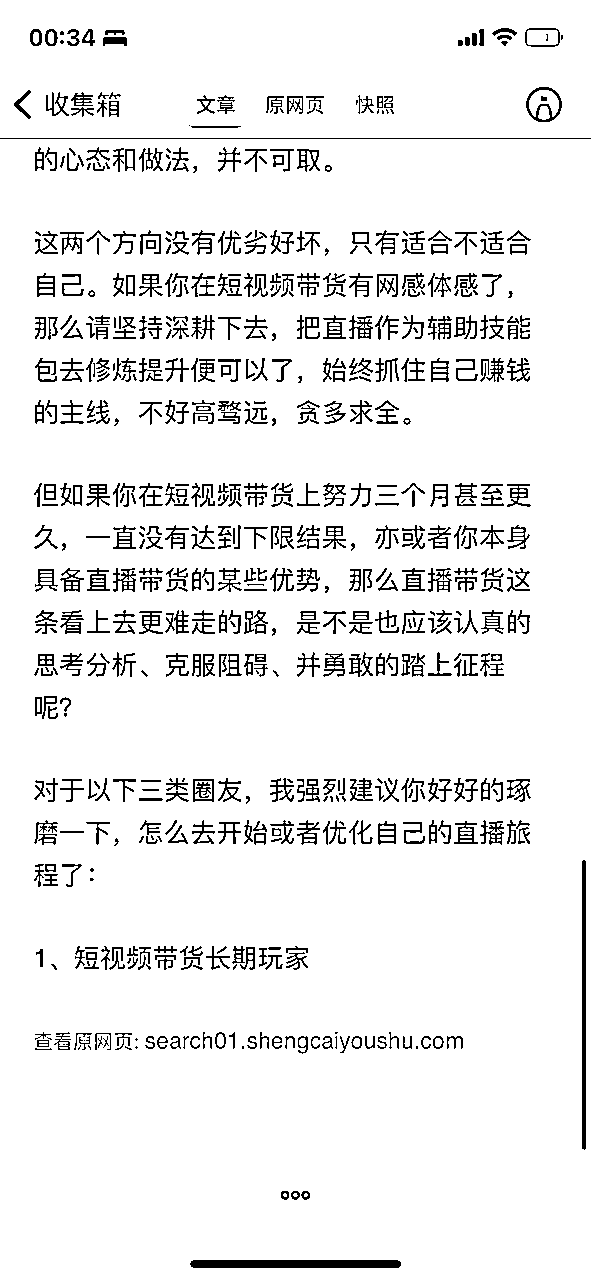 00:34
收集箱 文章 原网页 快照
的心态和做法，并不可取。
这两个方向没有优劣好坏，只有适合不适合
自己。如果你在短视频带货有网感体感了，
那么请坚持深耕下去，把直播作为辅助技能
包去修炼提升便可以了，始终抓住自己赚钱
的主线，不好高骛远，贪多求全。
但如果你在短视频带货上努力三个月甚至更
久，一直没有达到下限结果，亦或者你本身
具备直播带货的某些优势，那么直播带货这
条看上去更难走的路，是不是也应该认真的
思考分析、克服阻碍、并勇敢的踏上征程
呢？
对于以下三类圈友，我强烈建议你好好的琢
磨一下，怎么去开始或者优化自己的直播旅
程了：
1、短视频带货长期玩家
查看原网页: search01.shengcaiyoushu.com